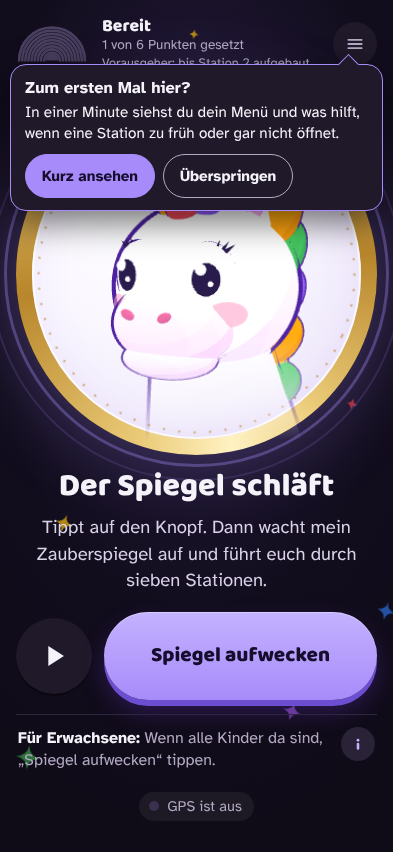 Bereit
1 von 6 Punkten gesetzt
Vorausgeher: bis Station 2 aufgebaut
Zum ersten Mal hier?
In einer Minute siehst du dein Menü und was hilft,
wenn eine Station zu früh oder gar nicht öffnet.
Kurz ansehen
Überspringen
Der Spiegel schläft
Tippt auf den Knopf. Dann wacht mein
Zauberspiegel auf und führt euch durch
sieben Stationen.
Spiegel aufwecken
Für Erwachsene: Wenn alle Kinder da sind,
„Spiegel aufwecken“ tippen.
GPS ist aus